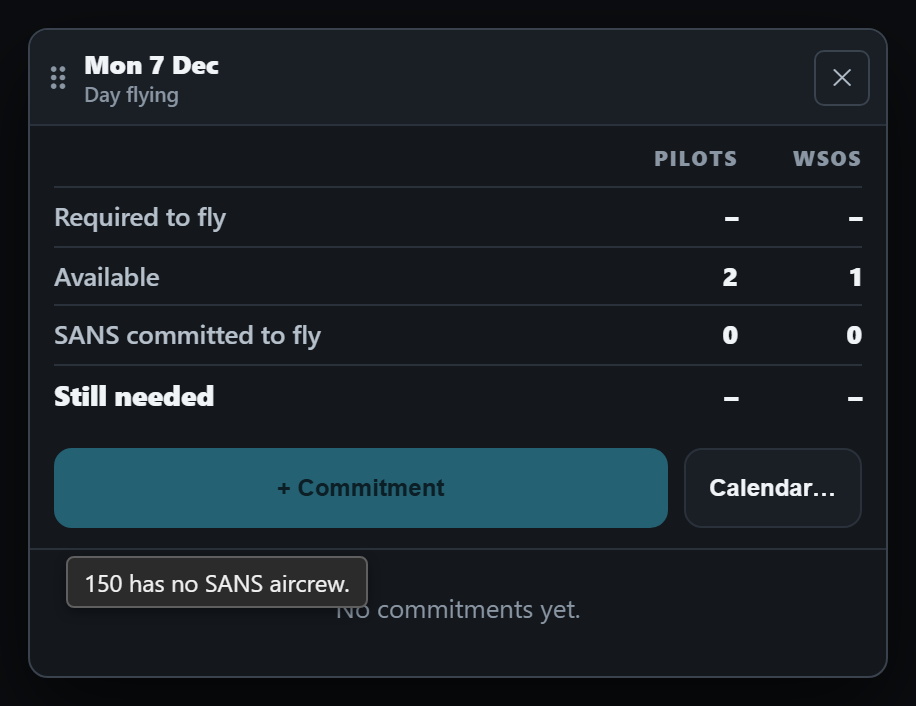 Mon 7 Dec
Day flying
PILOTS WSOS
Required to fly – –
Available 2 1
SANS committed to fly 0 0
Still needed – –
+ Commitment Calendar...
150 has no SANS aircrew.
No commitments yet.